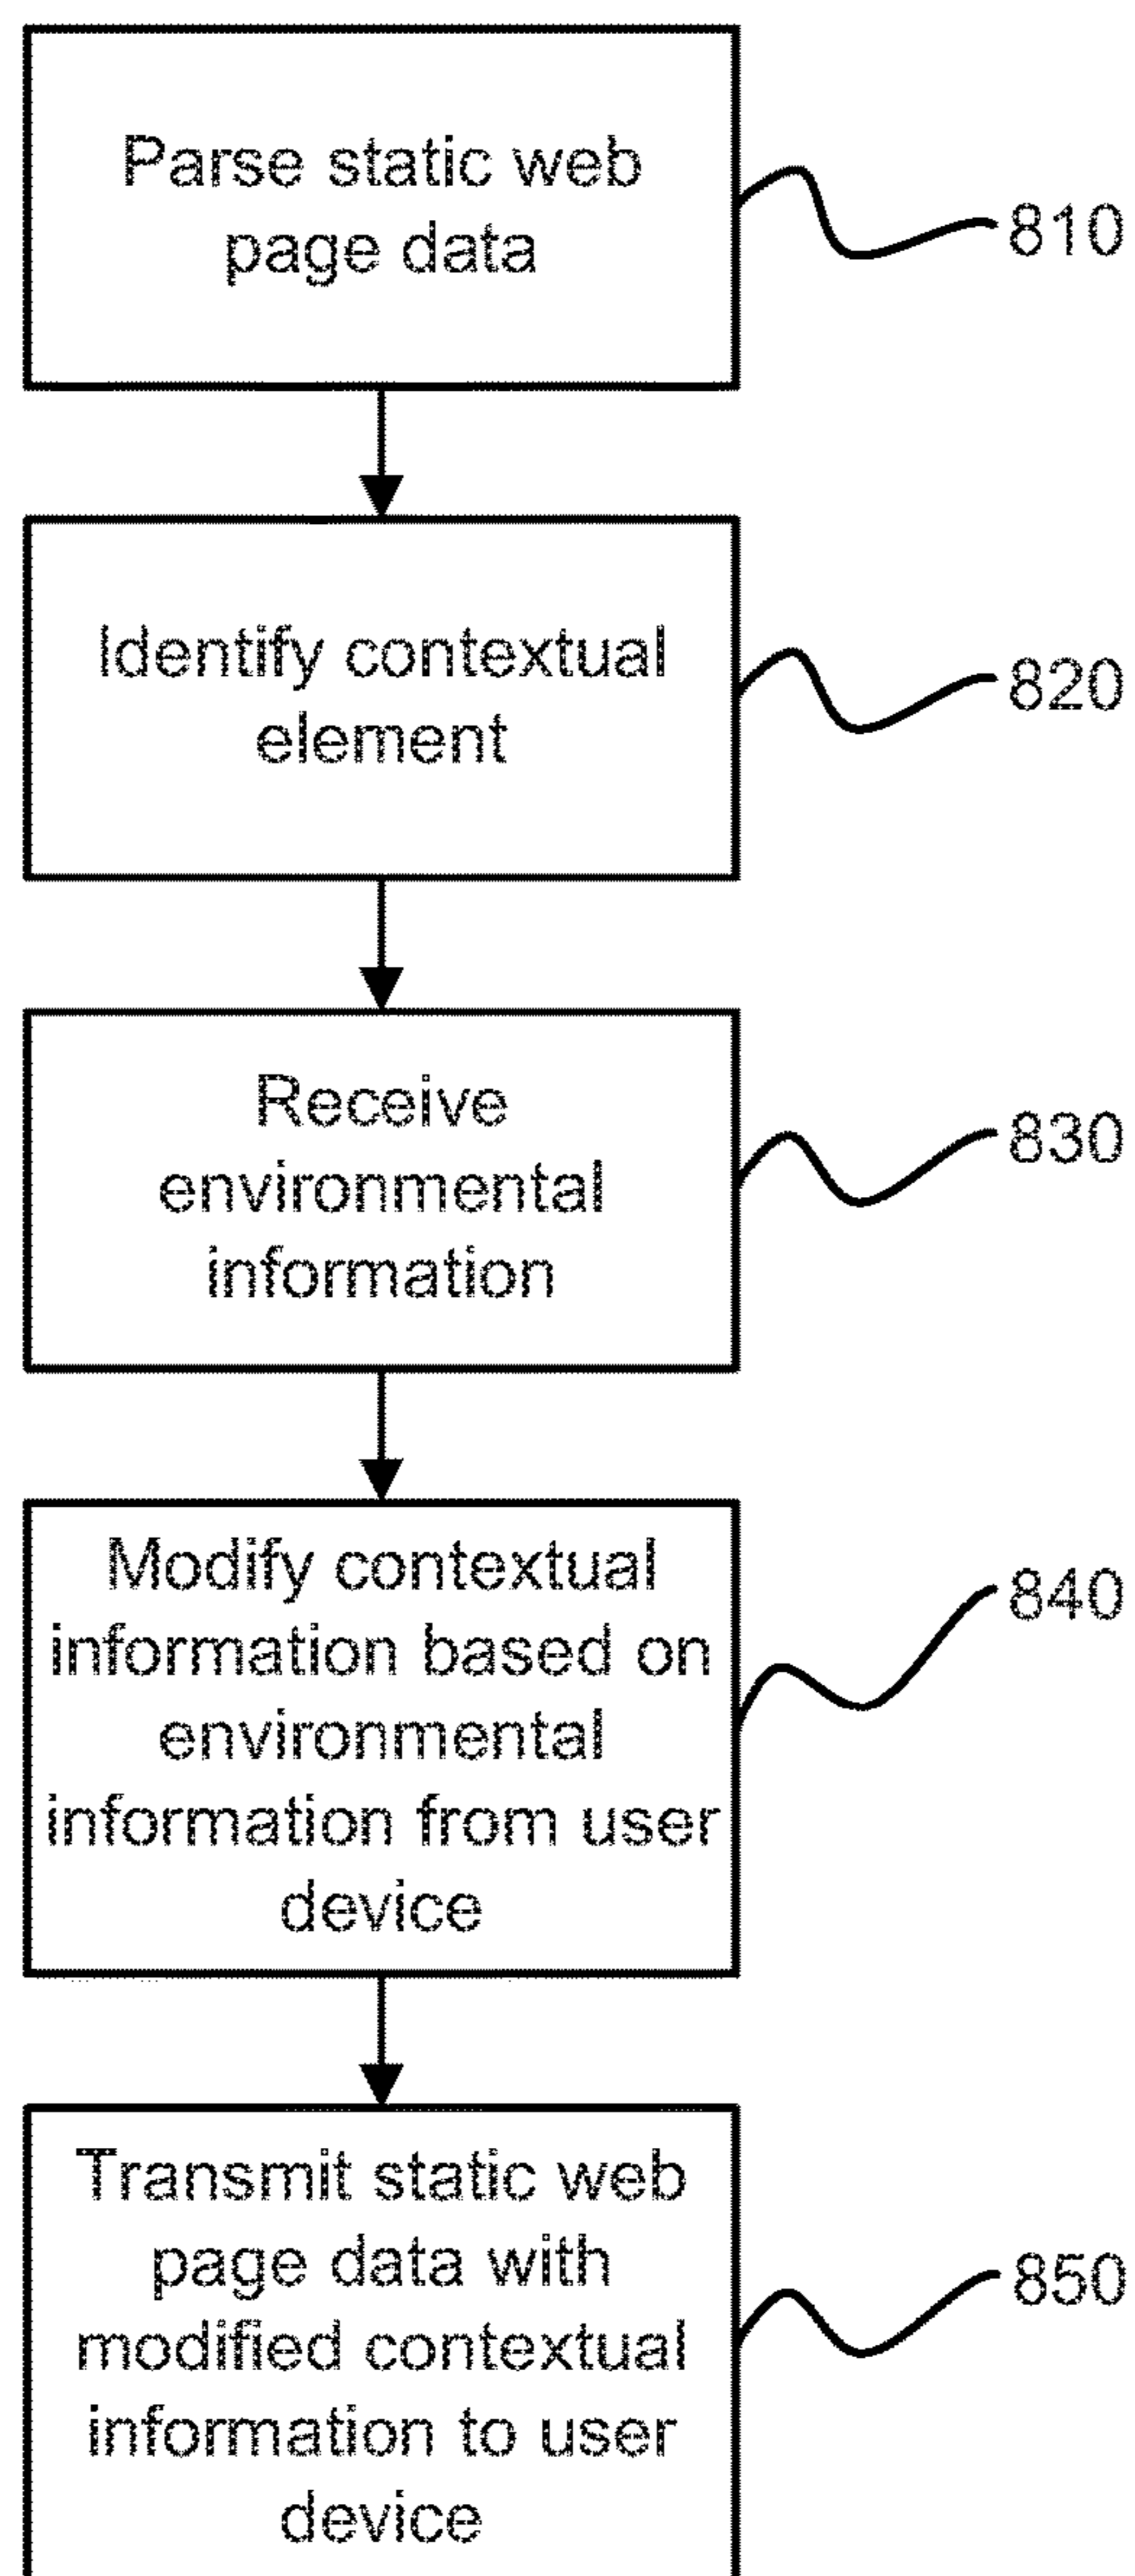 Parse static web
page data
810
Identify contextual
element
820
Receive
environmental
information
830
Modify contextual
information based on
environmental
information from user
device
840
Transmit static web
page data with
modified contextual
information to user
device
850